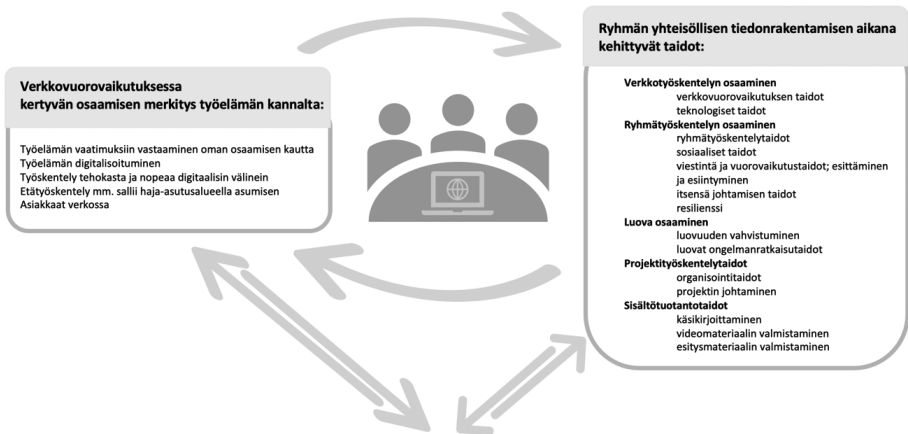 Verkkovuorovaikutuksessa
kertyvän osaamisen merkitys työelämän kannalta:
Työelämän vaatimuksiin vastaaminen oman osaamisen kautta
Työelämän digitalisoituminen
Työskentely tehokasta ja nopeaa digitaalisin välinein
Etätyöskentely mm. sallii haja-asutusalueella asumisen
Asiakkaat verkossa
Ryhmän yhteisöllisen tiedonrakentamisen aikana
kehittyvät taidot:
Verkkotyöskentelyn osaaminen
verkkovuorovaikutuksen taidot
teknologiset taidot
Ryhmätyöskentelyn osaaminen
ryhmätyöskentelytaidot
sosiaaliset taidot
viestintä ja vuorovaikutustaidot; esittäminen
ja esiintyminen
itsensä johtamisen taidot
resilienssi
Luova osaaminen
luovuuden vahvistuminen
luovat ongelmanratkaisutaidot
Projektityöskentelytaidot
organisointitaidot
projektin johtaminen
Sisältötuotantotaidot
käsikirjoittaminen
videomateriaalin valmistaminen
esitysmateriaalin valmistaminen